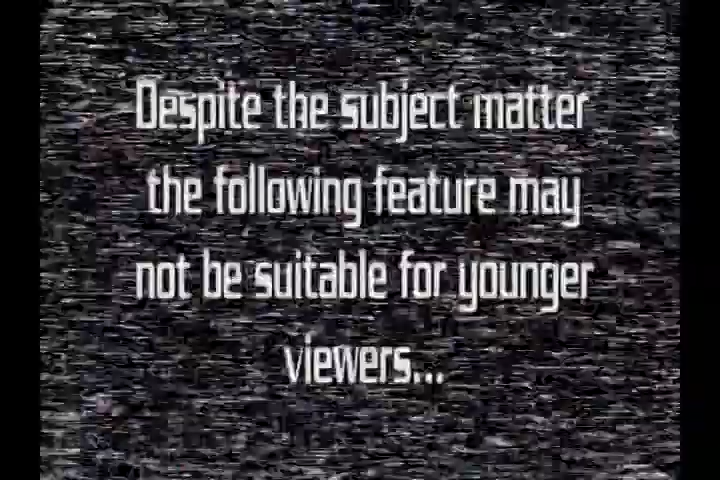 Despite the subject matter
the following feature may
not be suitable for younger
viewers...